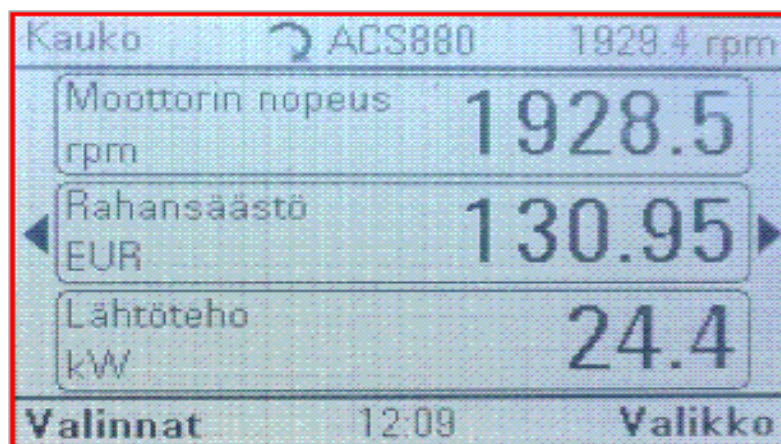 Kauko ACS880 1929.4 rpm
Moottorin nopeus
rpm 1928.5
Rahansäästö
EUR 130.95
Lähtöteho
kW 24.4
Valinnat 12:09 Valikko